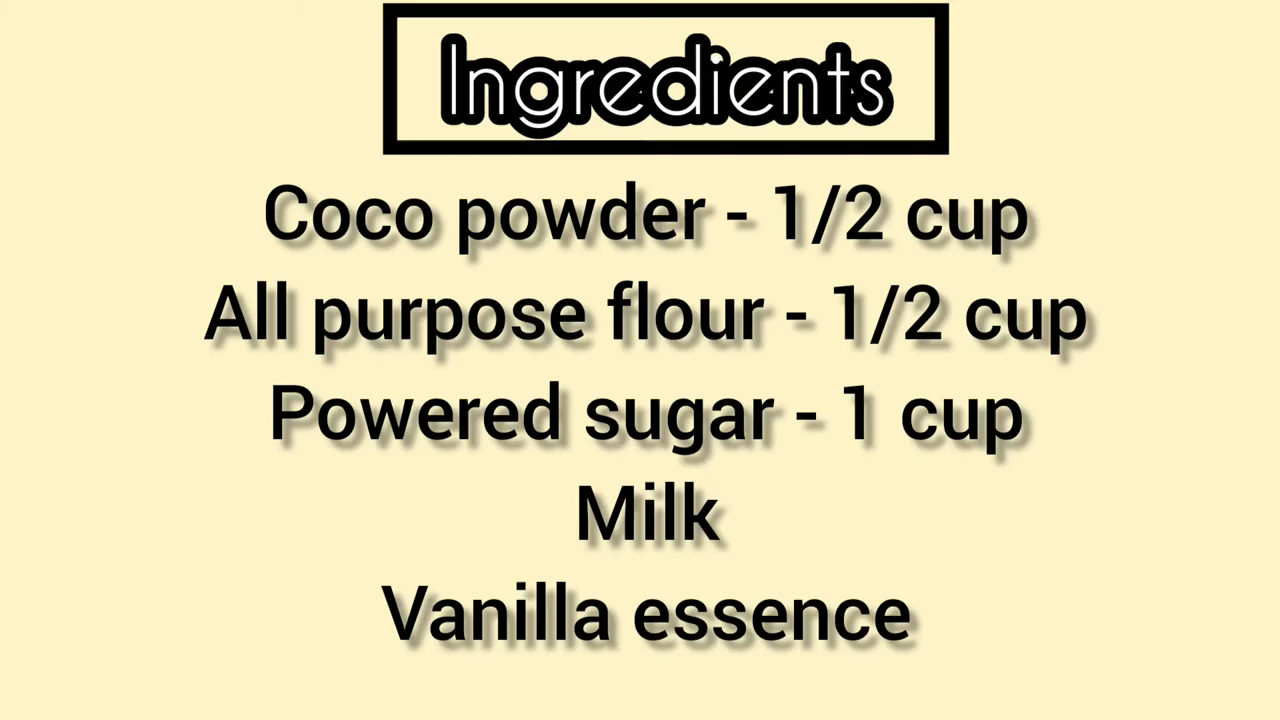 Ingredients
Coco powder - 1/2 cup
All purpose flour - 1/2 cup
Powered sugar - 1 cup
Milk
Vanilla essence